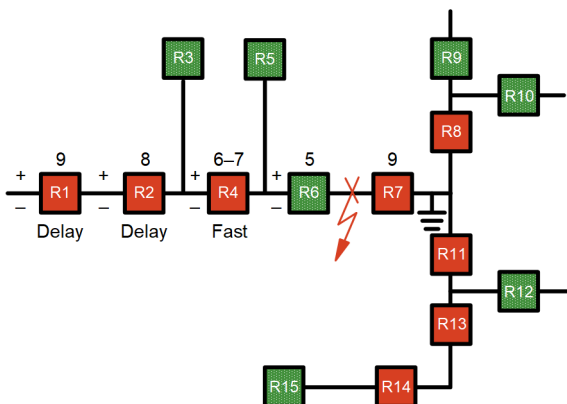 R3 R5 R9
R10
R8
9 8 6–7 5 9
+ + + +
R1 R2 R4 R6 R7
– – – –
Delay Delay Fast
R11
R12
R13
R15 R14